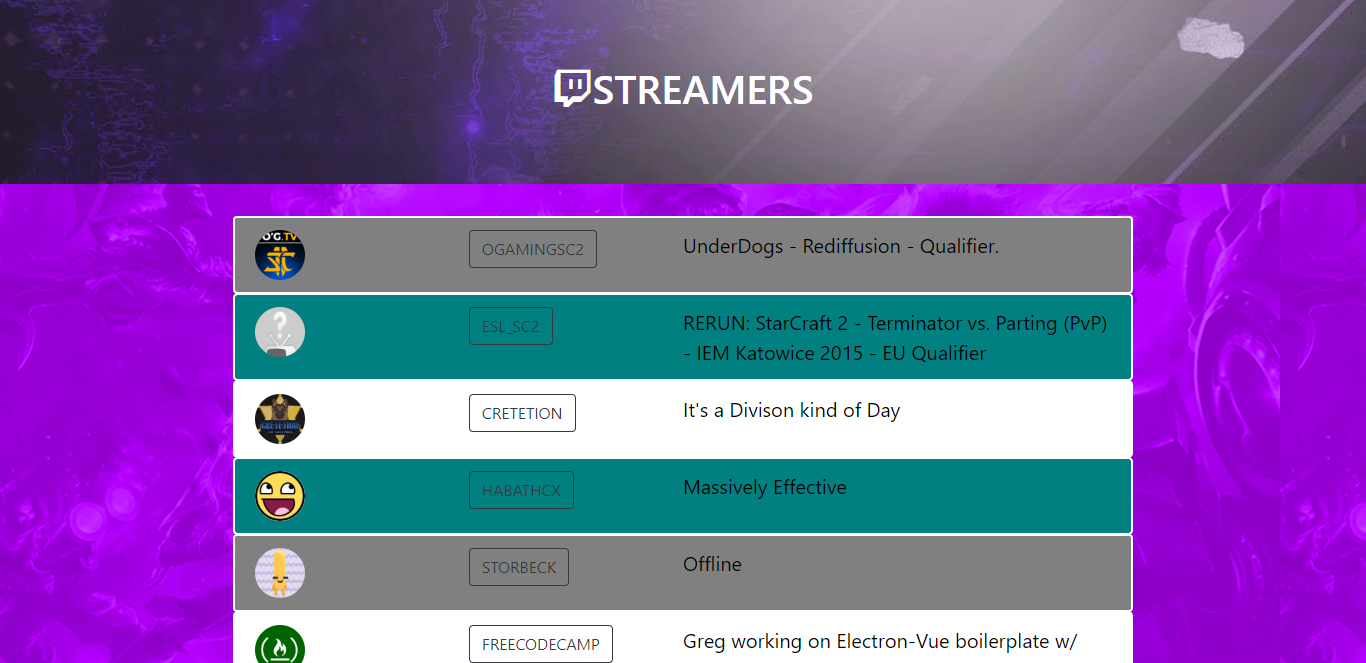 STREAMERS
O'G.TV
OGAMINGSC2
UnderDogs - Rediffusion - Qualifier.
ESL_SC2
RERUN: StarCraft 2 - Terminator vs. Parting (PvP)
- IEM Katowice 2015 - EU Qualifier
CRETETION
It's a Divison kind of Day
HABATHCX
Massively Effective
STORBECK
Offline
FREECODECAMP
Greg working on Electron-Vue boilerplate w/